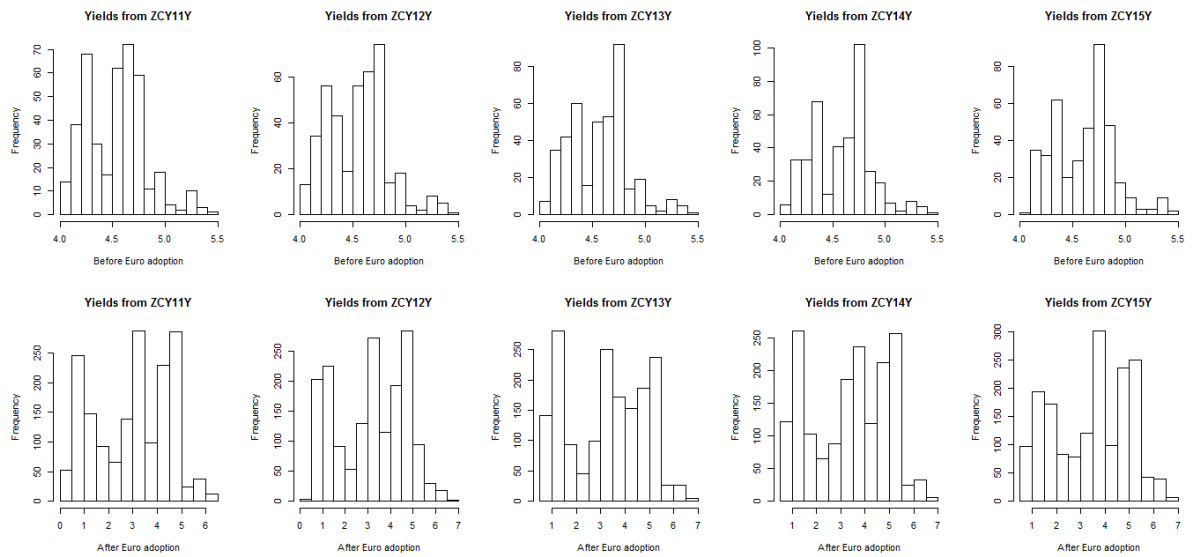 Yields from ZCY11Y
Yields from ZCY12Y
Yields from ZCY13Y
Yields from ZCY14Y
Yields from ZCY15Y
Frequency
0 10 20 30 40 50 60 70
4.0 4.5 5.0 5.5
Before Euro adoption
Frequency
0 20 40 60
4.0 4.5 5.0 5.5
Before Euro adoption
Frequency
0 20 40 60 80
4.0 4.5 5.0 5.5
Before Euro adoption
Frequency
0 20 40 60 80 100
4.0 4.5 5.0 5.5
Before Euro adoption
Frequency
0 20 40 60 80
4.0 4.5 5.0 5.5
Before Euro adoption
Yields from ZCY11Y
Yields from ZCY12Y
Yields from ZCY13Y
Yields from ZCY14Y
Yields from ZCY15Y
Frequency
0 50 100 150 200 250
0 1 2 3 4 5 6
After Euro adoption
Frequency
0 50 100 150 200 250
0 1 2 3 4 5 6 7
After Euro adoption
Frequency
0 50 100 150 200 250
1 2 3 4 5 6 7
After Euro adoption
Frequency
0 50 100 150 200 250
1 2 3 4 5 6 7
After Euro adoption
Frequency
0 50 100 150 200 250 300
1 2 3 4 5 6 7
After Euro adoption